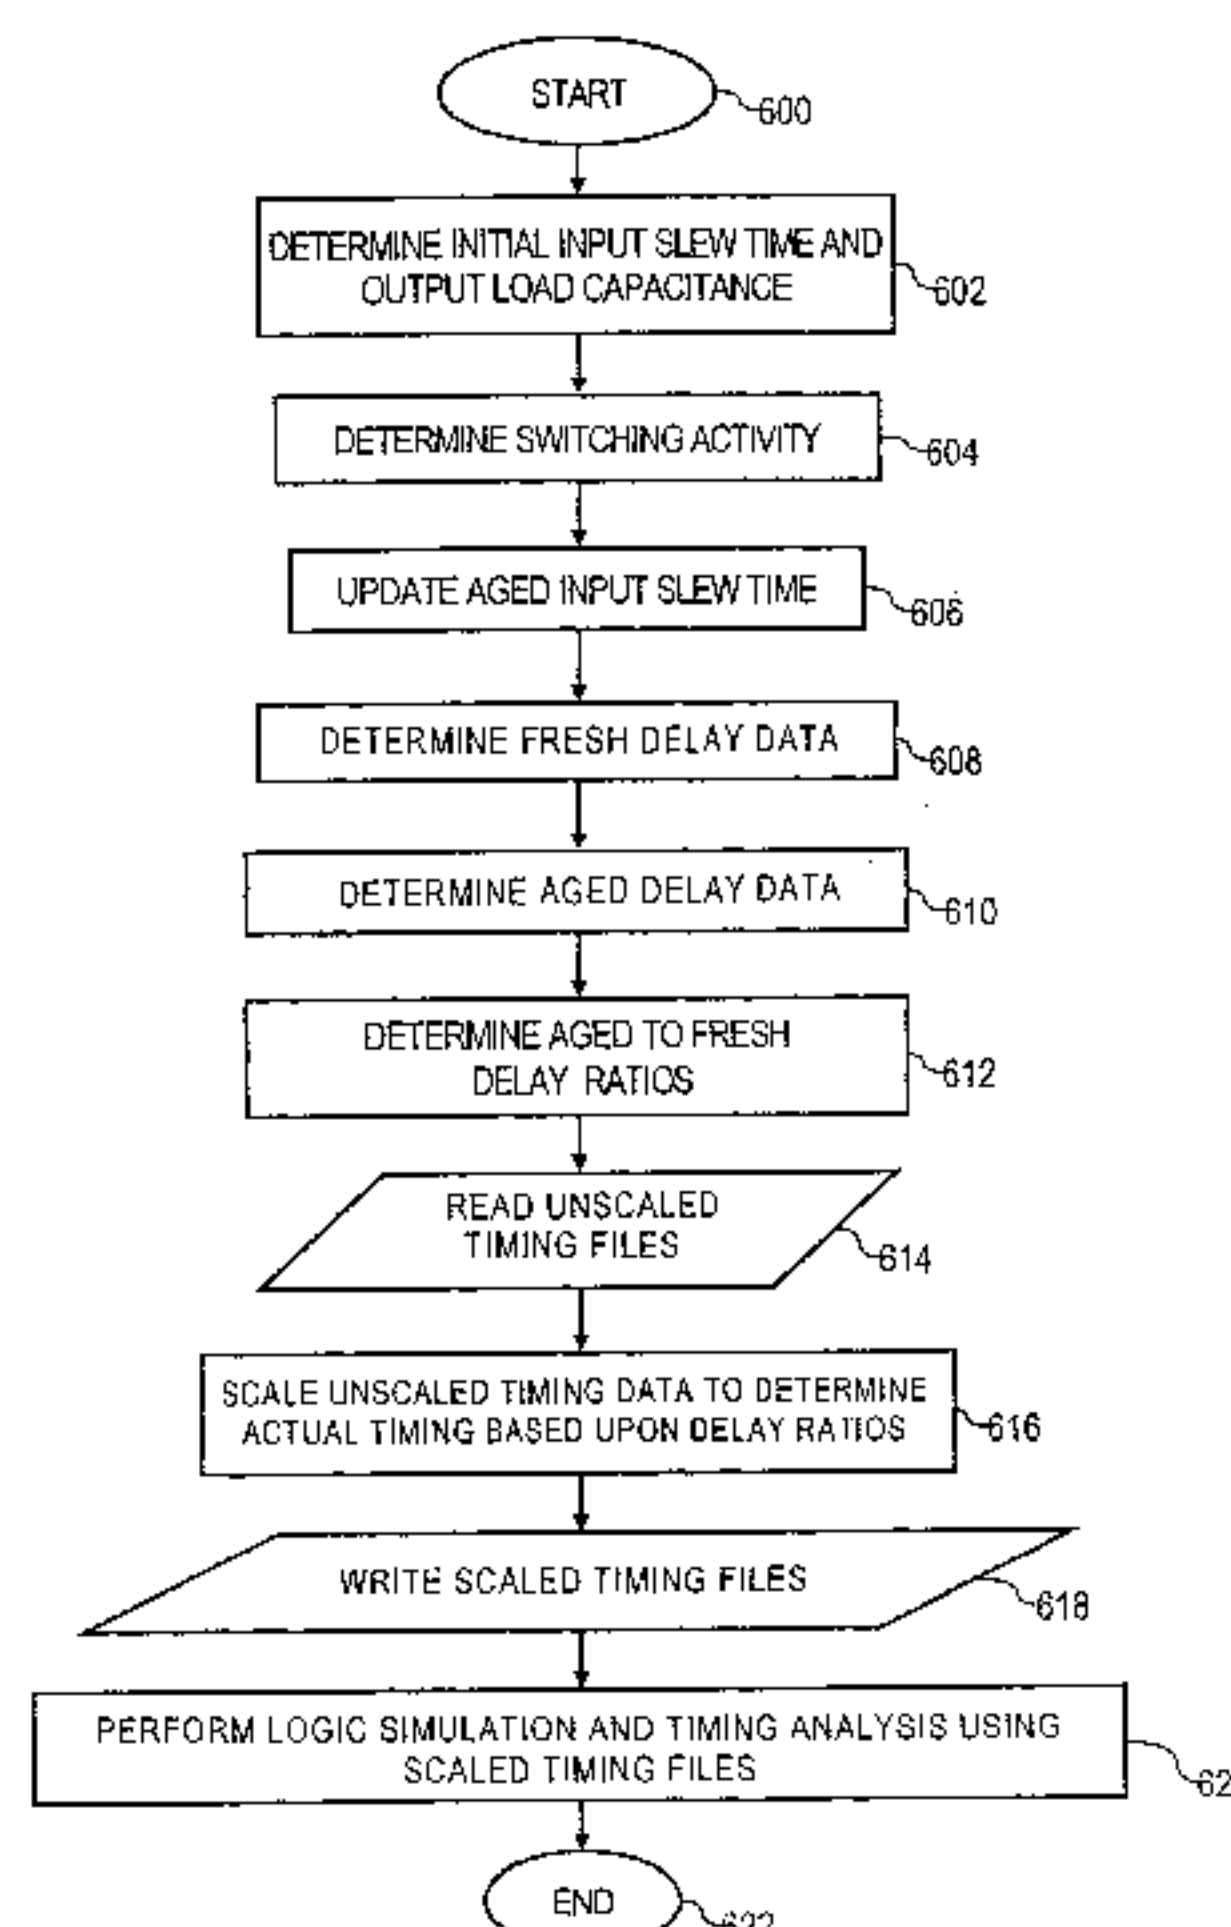 START
600
DETERMINE INITIAL INPUT SLEW TIME AND
OUTPUT LOAD CAPACITANCE
602
DETERMINE SWITCHING ACTIVITY
604
UPDATE AGED INPUT SLEW TIME
606
DETERMINE FRESH DELAY DATA
608
DETERMINE AGED DELAY DATA
610
DETERMINE AGED TO FRESH
DELAY RATIOS
612
READ UNSCALED
TIMING FILES
614
SCALE UNSCALED TIMING DATA TO DETERMINE
ACTUAL TIMING BASED UPON DELAY RATIOS
616
WRITE SCALED TIMING FILES
618
PERFORM LOGIC SIMULATION AND TIMING ANALYSIS USING
SCALED TIMING FILES
62
END